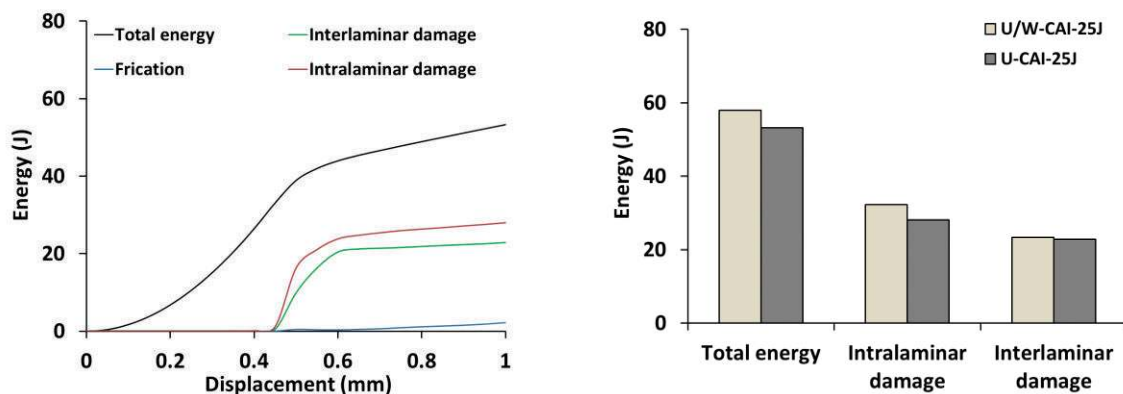 80
60
40
20
0
Energy (J)
Total energy
Interlaminar damage
Frication
Intralaminar damage
0
0.2
0.4
0.6
0.8
1
Displacement (mm)
80
60
40
20
0
Energy (J)
U/W-CAI-25J
U-CAI-25J
Total energy
Intralaminar
damage
Interlaminar
damage